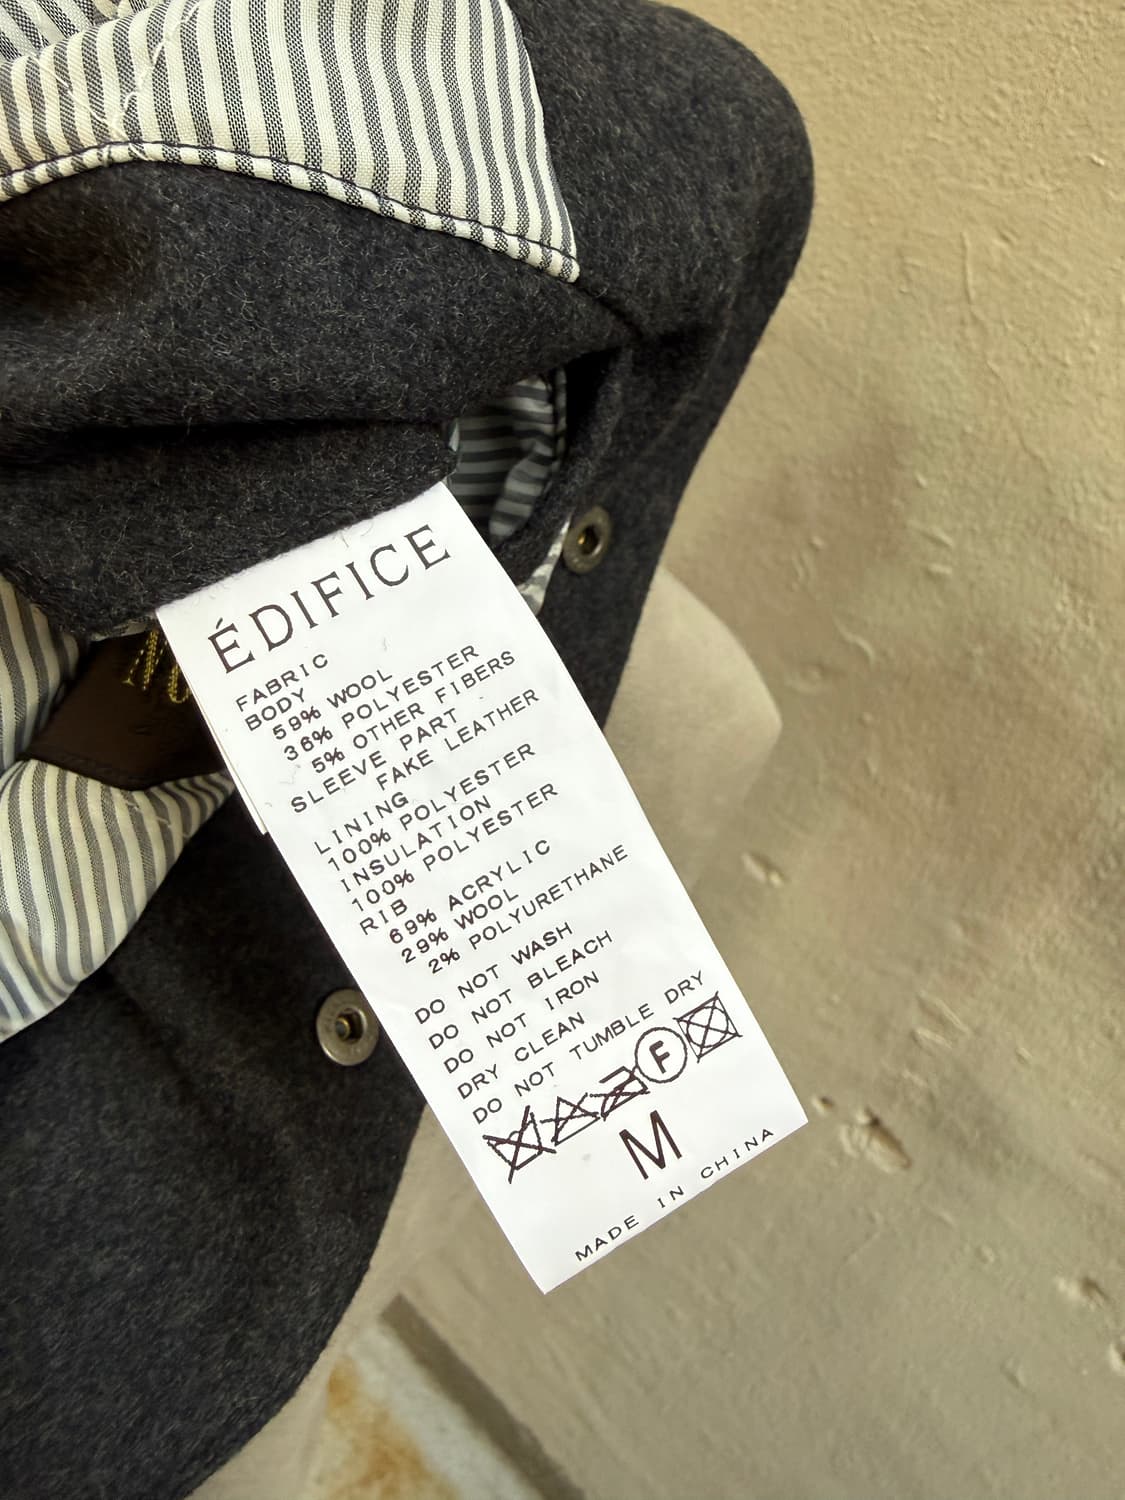 ÉDIFICE
FABRIC
BODY
59% WOOL
36% POLYESTER
5% OTHER FIBERS
SLEEVE PART
FAKE LEATHER
LINING
100% POLYESTER
INSULATION
100% POLYESTER
RIB
69% ACRYLIC
29% WOOL
2% POLYURETHANE
DO NOT WASH
DO NOT BLEACH
DO NOT IRON
DRY CLEAN
DO NOT TUMBLE DRY
F
M
MADE IN CHINA